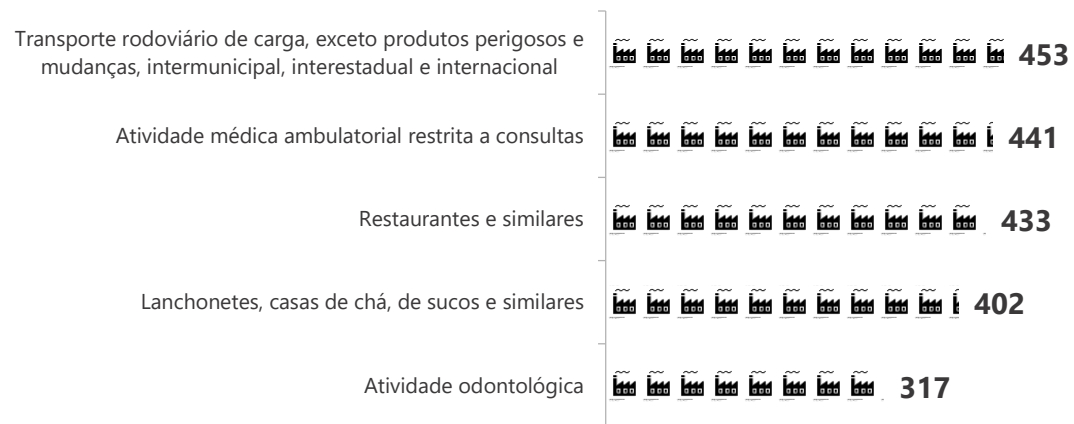 Transporte rodoviário de carga, exceto produtos perigosos e
mudanças, intermunicipal, interestadual e internacional
453
Atividade médica ambulatorial restrita a consultas
441
Restaurantes e similares
433
Lanchonetes, casas de chá, de sucos e similares
402
Atividade odontológica
317